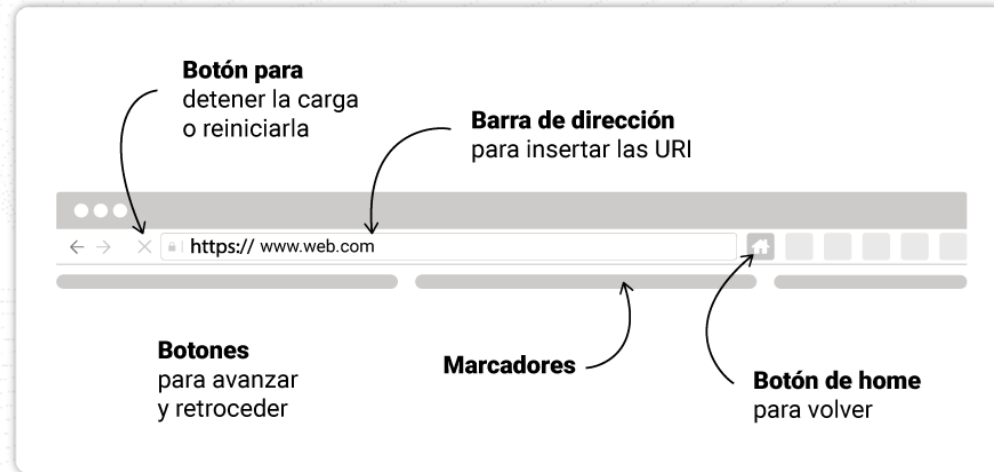 Botón para
detener la carga
o reiniciarla
Barra de dirección
para insertar las URI
https:// www.web.com
Botones
para avanzar
y retroceder
Marcadores
Botón de home
para volver